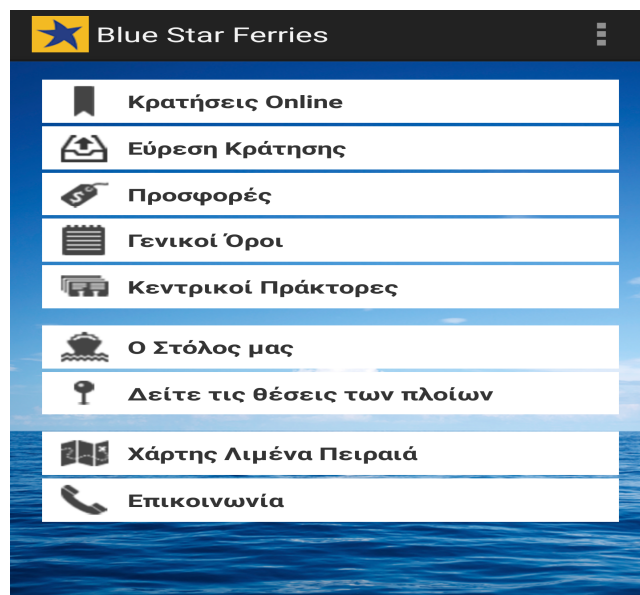 Blue Star Ferries
Κρατήσεις Online
Εύρεση Κράτησης
Προσφορές
Γενικοί Όροι
Κεντρικοί Πράκτορες
Ο Στόλος μας
Δείτε τις θέσεις των πλοίων
Χάρτης Λιμένα Πειραιά
Επικοινωνία